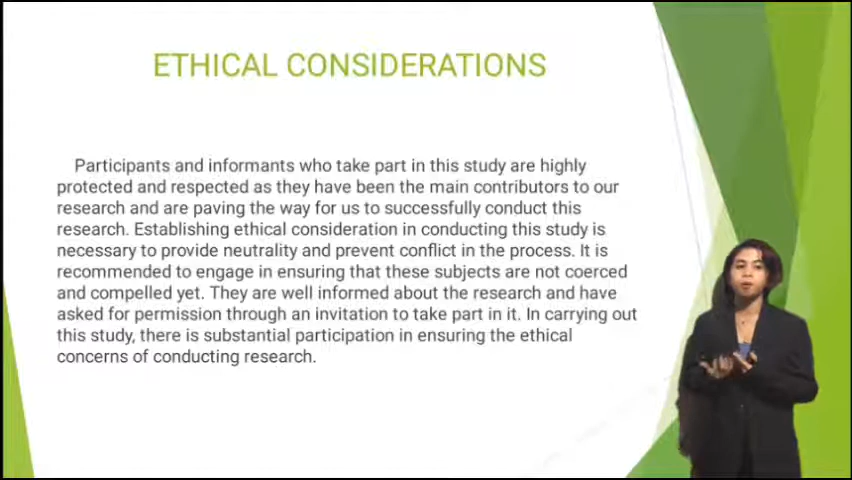 ETHICAL CONSIDERATIONS
Participants and informants who take part in this study are highly
protected and respected as they have been the main contributors to our
research and are paving the way for us to successfully conduct this
research. Establishing ethical consideration in conducting this study is
necessary to provide neutrality and prevent conflict in the process. It is
recommended to engage in ensuring that these subjects are not coerced
and compelled yet. They are well informed about the research and have
asked for permission through an invitation to take part in it. In carrying out
this study, there is substantial participation in ensuring the ethical
concerns of conducting research.